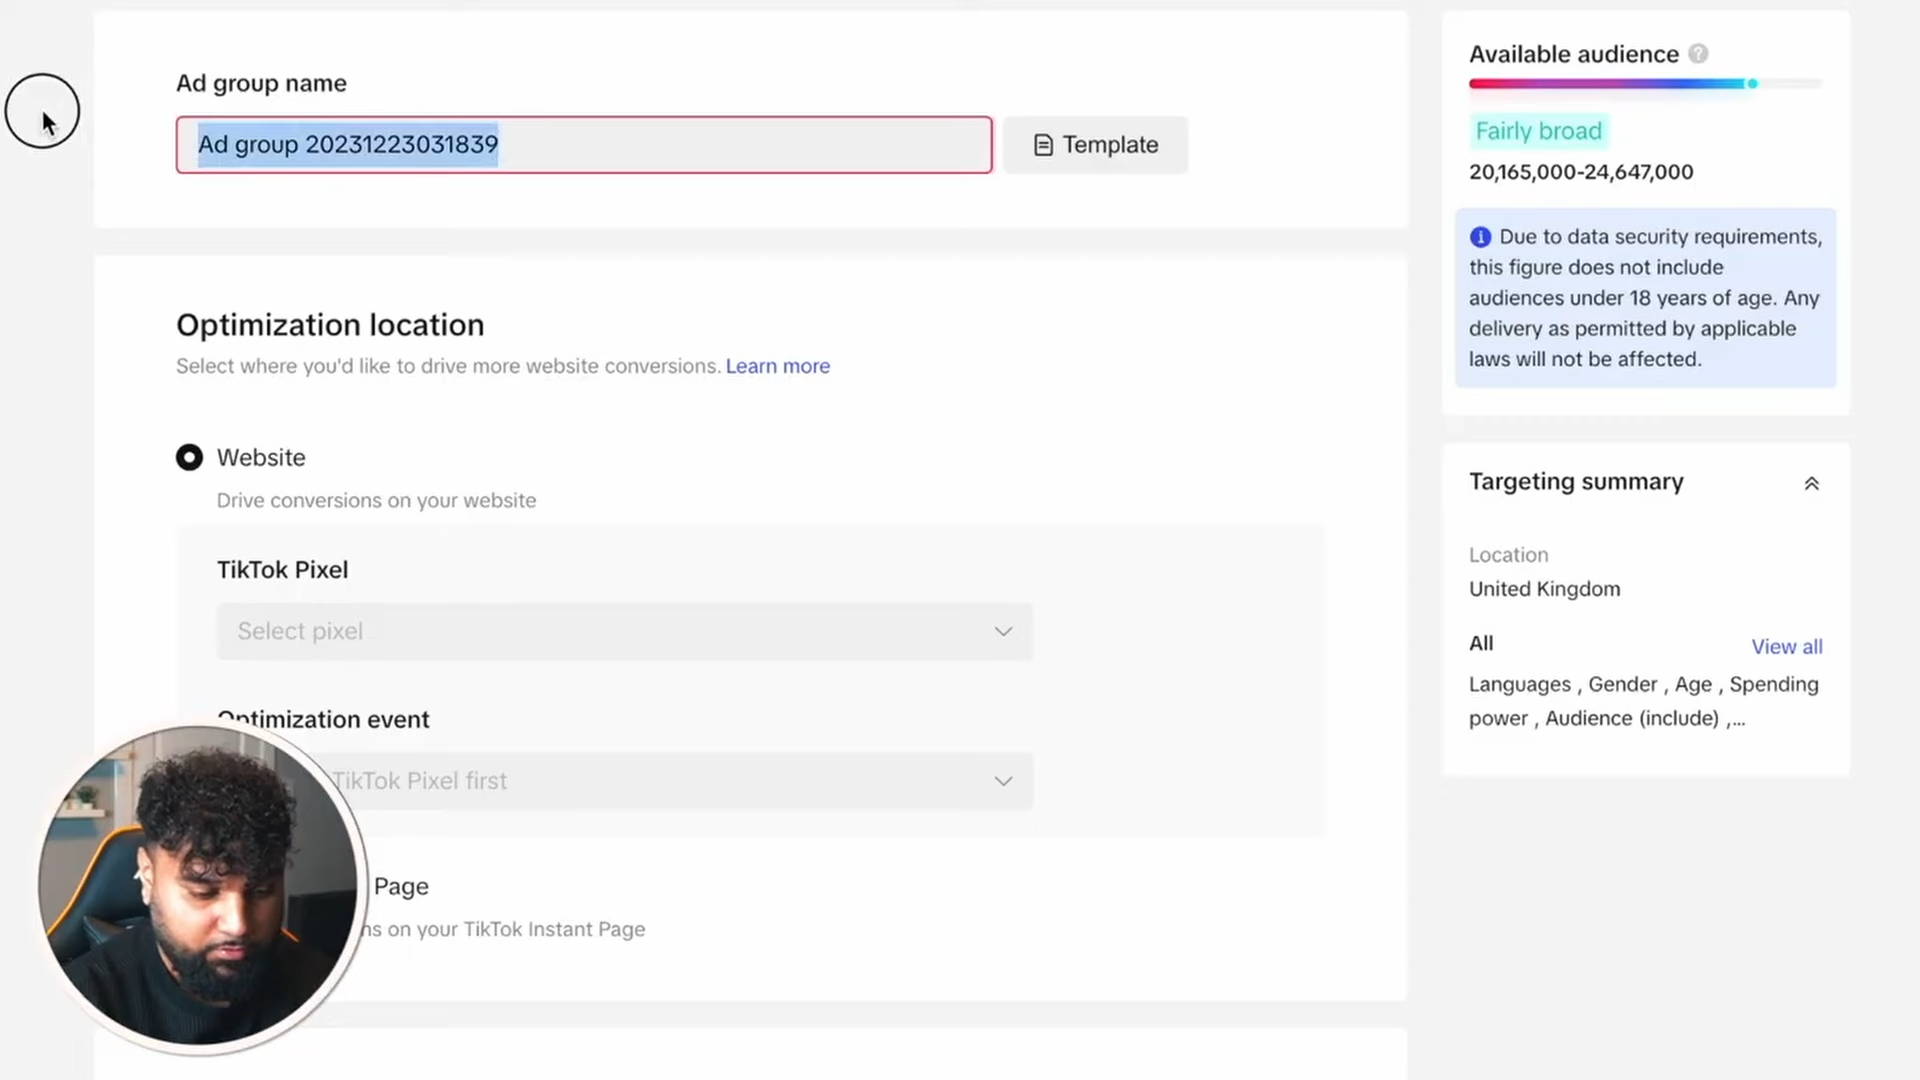 Ad group name
Ad group 20231223031839
Template
Optimization location
Select where you'd like to drive more website conversions. Learn more
Website
Drive conversions on your website
TikTok Pixel
Select pixel
Optimization event
TikTok Pixel first
Page
on your TikTok Instant Page
Available audience
Fairly broad
20,165,000-24,647,000
Due to data security requirements,
this figure does not include
audiences under 18 years of age. Any
delivery as permitted by applicable
laws will not be affected.
Targeting summary
Location
United Kingdom
All
View all
Languages , Gender , Age , Spending
power , Audience (include) ,...